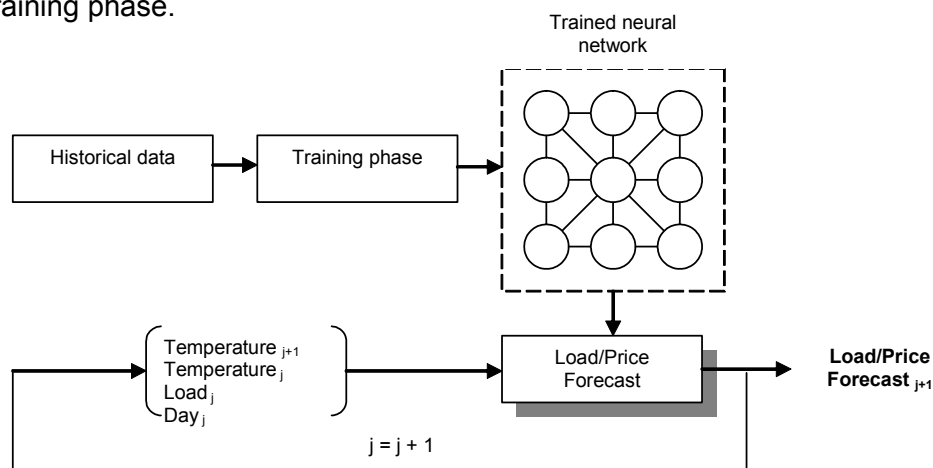 raining phase.
Trained neural
network
Historical data
Training phase
Temperature j+1
Temperature j
Load j
Day j
Load/Price
Forecast
Load/Price
Forecast j+1
j = j + 1